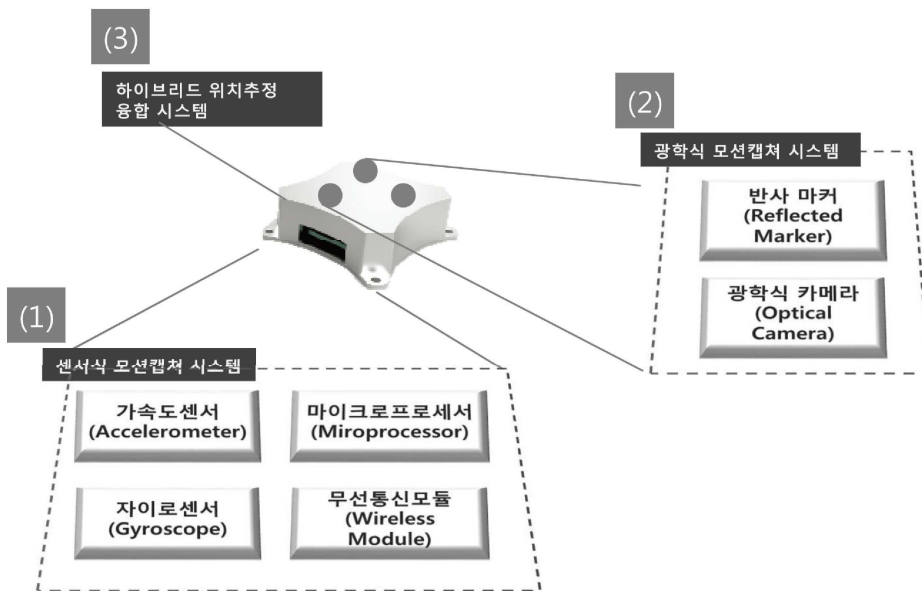 (3)
하이브리드 위치추정
융합 시스템
(2)
광학식 모션캡쳐 시스템
반사 마커
(Reflected
Marker)
광학식 카메라
(Optical
Camera)
(1)
센서식 모션캡쳐 시스템
가속도센서
(Accelerometer)
마이크로프로세서
(Miroprocessor)
자이로센서
(Gyroscope)
무선통신모듈
(Wireless
Module)